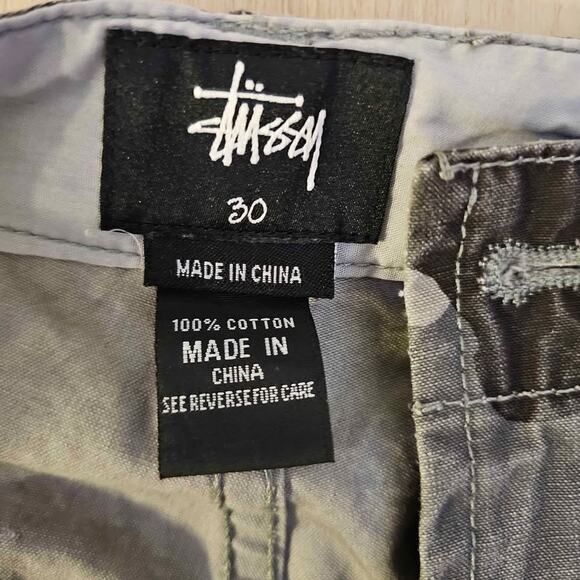 Stüssy
30
MADE IN CHINA
100% COTTON
MADE IN
CHINA
SEE REVERSE FOR CARE